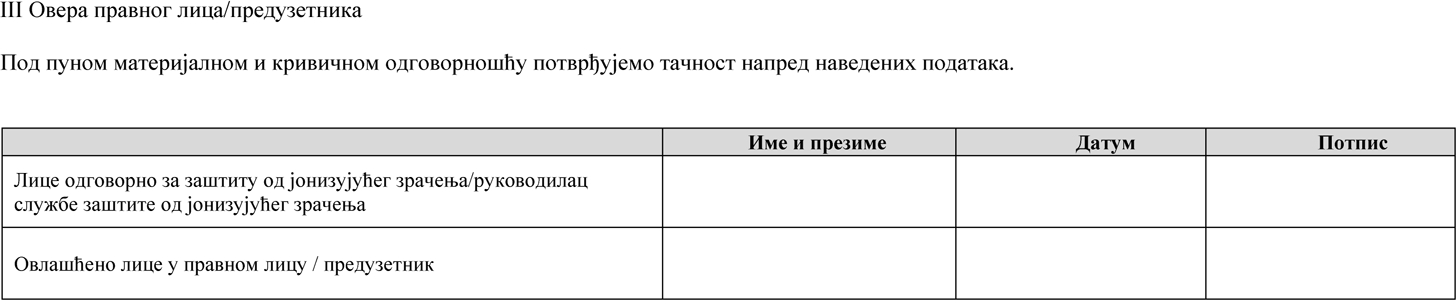 III Овера правног лица/предузетника
Под пуном материјалном и кривичном одговорношћу потврђујемо тачност напред наведених података.
Име и презиме Датум Потпис
Лице одговорно за заштиту од јонизујућег зрачења/руководилац
службе заштите од јонизујућег зрачења
Овлашћено лице у правном лицу / предузетник